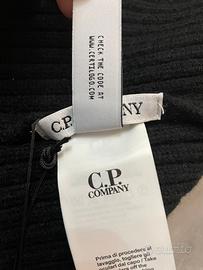 CHECK THE CODE AT
WWW.CERTILOGO.COM
C.P. COMPANY
C.P.
COMPANY
Prima di procedere al
lavaggio, togliere gli